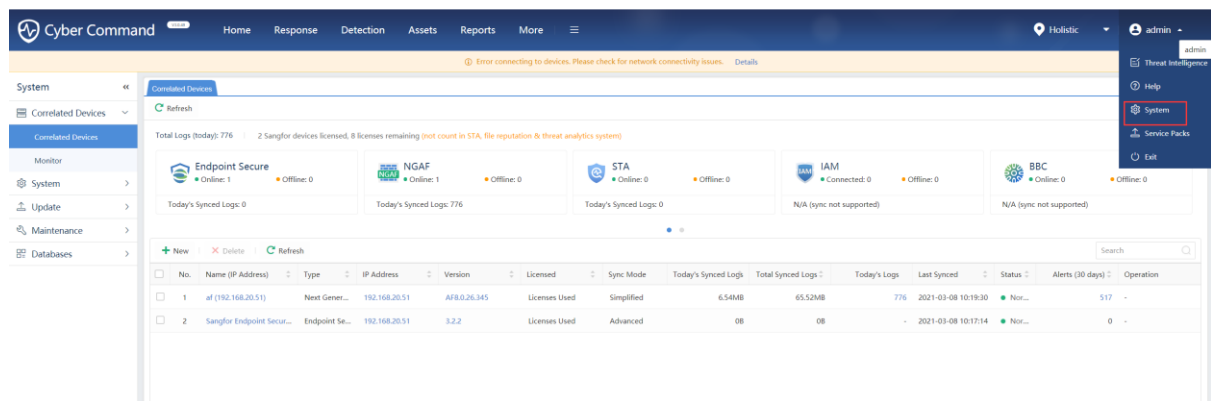 Cyber Command
Home Response Detection Assets Reports More
Holistic admin
admin
Error connecting to devices. Please check for network connectivity issues. Details
Threat Intelligence
Help
System
Service Packs
Exit
System
Correlated Devices
Correlated Devices
Monitor
System
Update
Maintenance
Databases
Correlated Devices
Refresh
Total Logs (today): 776 2 Sangfor devices licensed, 8 licenses remaining (not count in STA, file reputation & threat analytics system)
Endpoint Secure
Online: 1 Offline: 0
Today's Synced Logs: 0
NGAF
NGAF
Online: 1 Offline: 0
Today's Synced Logs: 776
STA
Online: 0 Offline: 0
Today's Synced Logs: 0
IAM
IAM
Connected: 0 Offline: 0
N/A (sync not supported)
BBC
Online: 0 Offline: 0
N/A (sync not supported)
New Delete Refresh Search
No. Name (IP Address) Type IP Address Version Licensed Sync Mode Today's Synced Logs Total Synced Logs Today's Logs Last Synced Status Alerts (30 days) Operation
1 af (192.168.20.51) Next Gener... 192.168.20.51 AF8.0.26.345 Licenses Used Simplified 6.54MB 65.52MB 776 2021-03-08 10:19:30 Nor... 517 -
2 Sangfor Endpoint Secur... Endpoint Se... 192.168.20.51 3.2.2 Licenses Used Advanced 0B 0B - 2021-03-08 10:17:14 Nor... 0 -